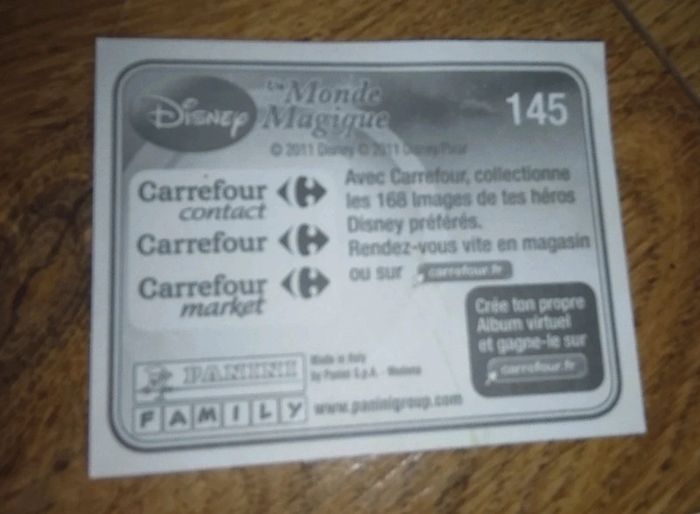 Disney
Un Monde
Magique
145
© 2011 Disney © 2011 Disney/Pixar
Carrefour
contact
Carrefour
Carrefour
market
Avec Carrefour, collectionne
les 168 Images de tes héros
Disney préférés.
Rendez-vous vite en magasin
ou sur carrefour.fr
Crée ton propre
Album virtuel
et gagne-le sur
carrefour.fr
PANINI
FAMILY
Made in Italy
by Panini S.p.A. - Modena
www.paninigroup.com